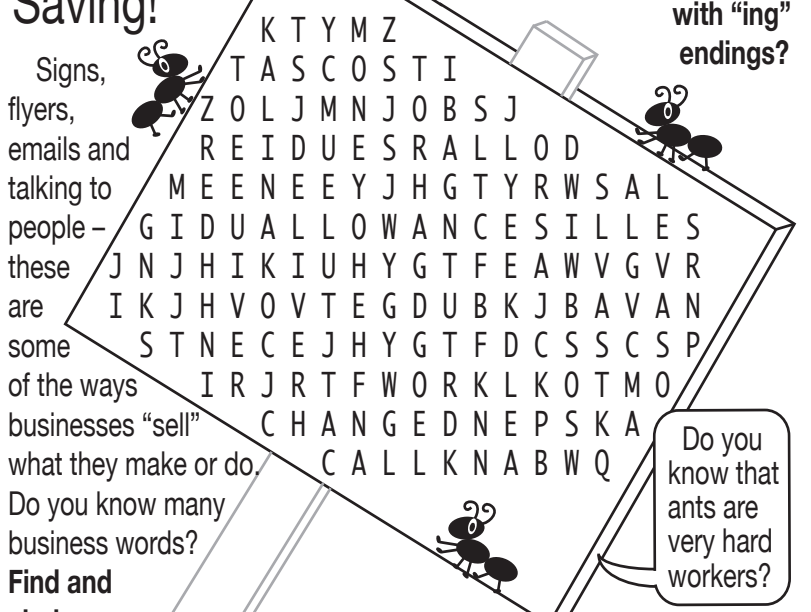 Saving!
Signs,
flyers,
emails and
talking to
people –
these
are
some
of the ways
businesses “sell”
what they make or do.
Do you know many
business words?
Find and
with “ing”
endings?
K T Y M Z
T A S C O S T I
Z O L J M N J O B S J
R E I D U E S R A L L O D
M E E N E E Y J H G T Y R W S A L
G I D U A L L O W A N C E S I L L E S
J N J H I K I U H Y G T F E A W V G V R
I K J H V O V T E G D U B K J B A V A N
S T N E C E J H Y G T F D C S S C S P
I R J R T F W O R K L K O T M O
C H A N G E D N E P S K A
C A L L K N A B W Q
Do you
know that
ants are
very hard
workers?